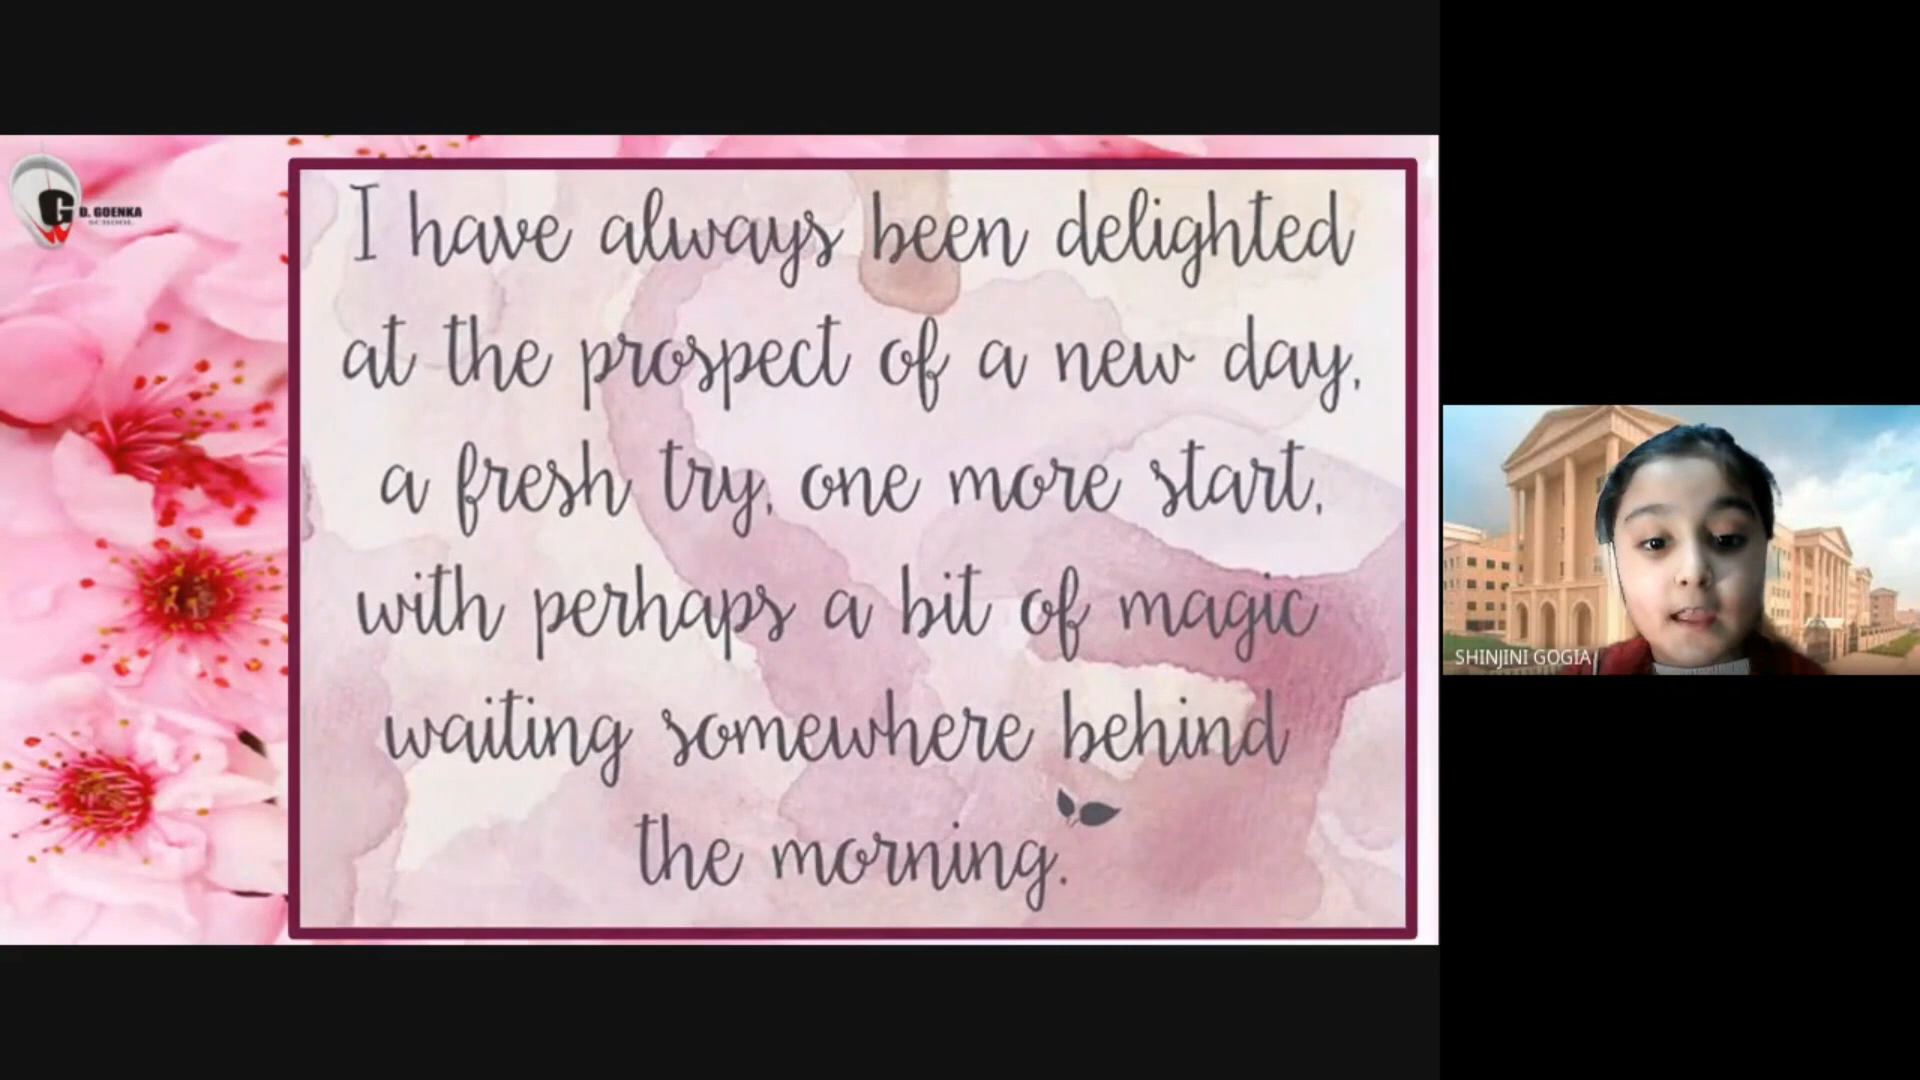 G D. GOENKA
SCHOOL
I have always been delighted
at the prospect of a new day,
a fresh try, one more start,
with perhaps a bit of magic
waiting somewhere behind
the morning.
SHINJINI GOGIA